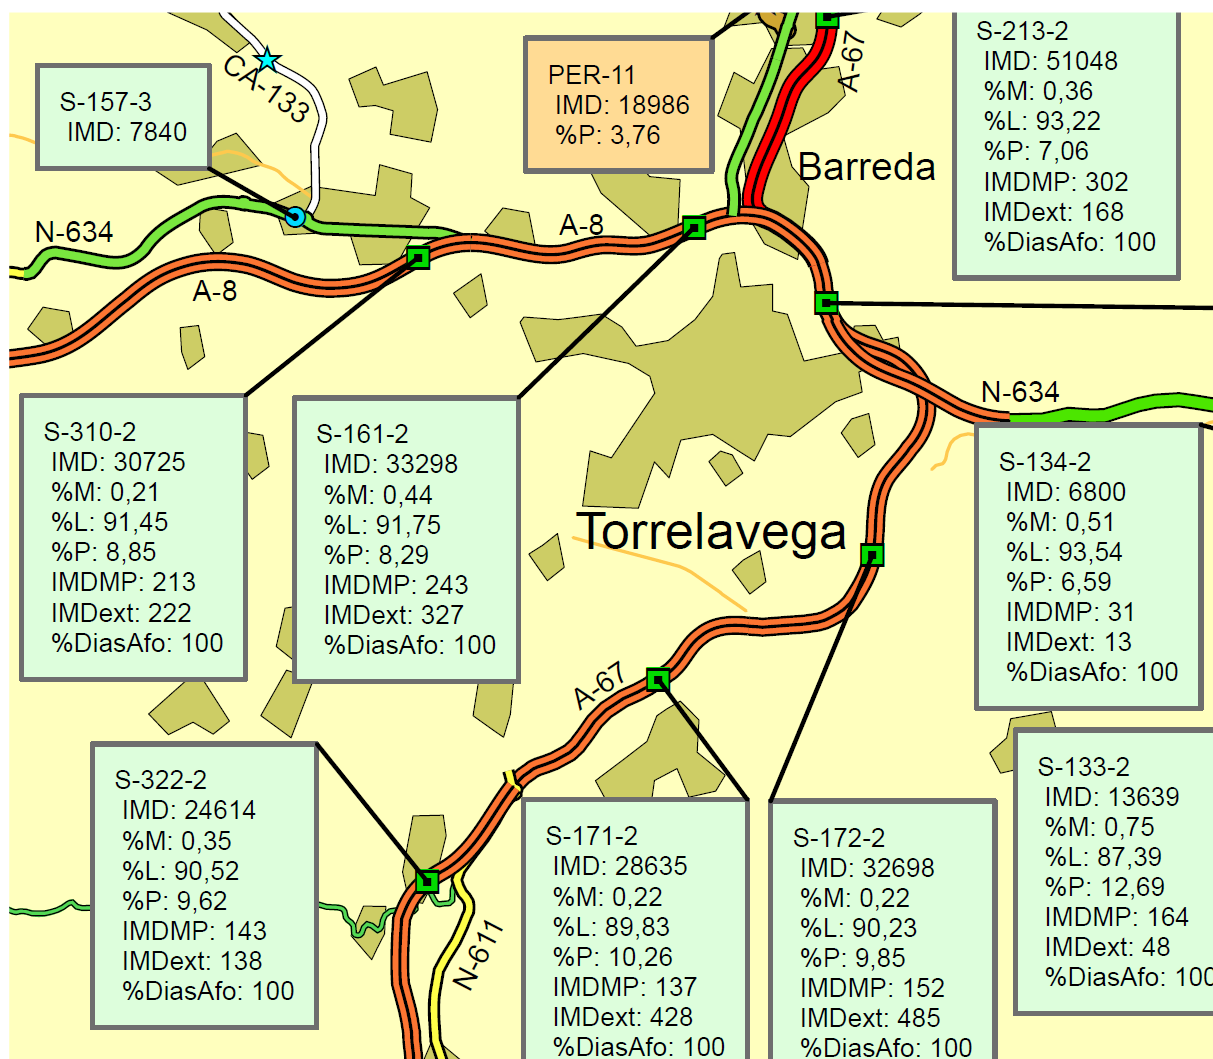 S-213-2
IMD: 51048
%M: 0,36
%L: 93,22
%P: 7,06
IMDMP: 302
IMDext: 168
%DiasAfo: 100
PER-11
IMD: 18986
%P: 3,76
A-67
CA-133
S-157-3
IMD: 7840
Barreda
N-634
A-8
A-8
N-634
S-310-2
IMD: 30725
%M: 0,21
%L: 91,45
%P: 8,85
IMDMP: 213
IMDext: 222
%DiasAfo: 100
S-161-2
IMD: 33298
%M: 0,44
%L: 91,75
%P: 8,29
IMDMP: 243
IMDext: 327
%DiasAfo: 100
S-134-2
IMD: 6800
%M: 0,51
%L: 93,54
%P: 6,59
IMDMP: 31
IMDext: 13
%DiasAfo: 100
Torrelavega
A-67
S-322-2
IMD: 24614
%M: 0,35
%L: 90,52
%P: 9,62
IMDMP: 143
IMDext: 138
%DiasAfo: 100
N-611
S-171-2
IMD: 28635
%M: 0,22
%L: 89,83
%P: 10,26
IMDMP: 137
IMDext: 428
%DiasAfo: 100
S-172-2
IMD: 32698
%M: 0,22
%L: 90,23
%P: 9,85
IMDMP: 152
IMDext: 485
%DiasAfo: 100
S-133-2
IMD: 13639
%M: 0,75
%L: 87,39
%P: 12,69
IMDMP: 164
IMDext: 48
%DiasAfo: 100